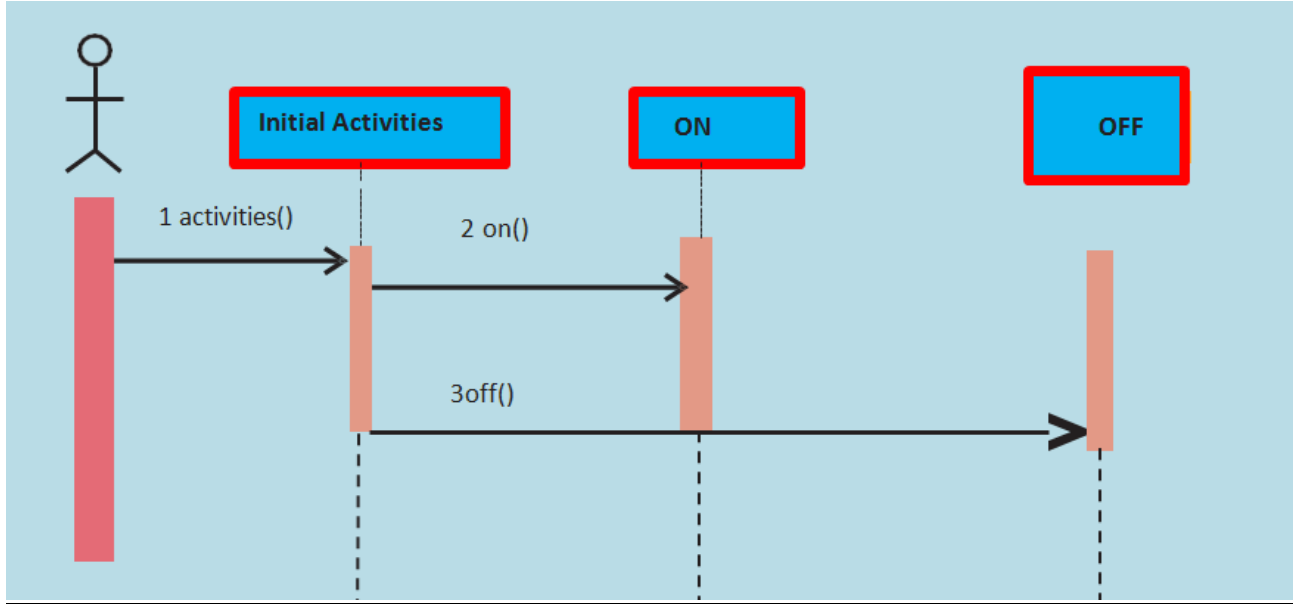 Initial Activities
ON
OFF
1 activities()
2 on()
3off()